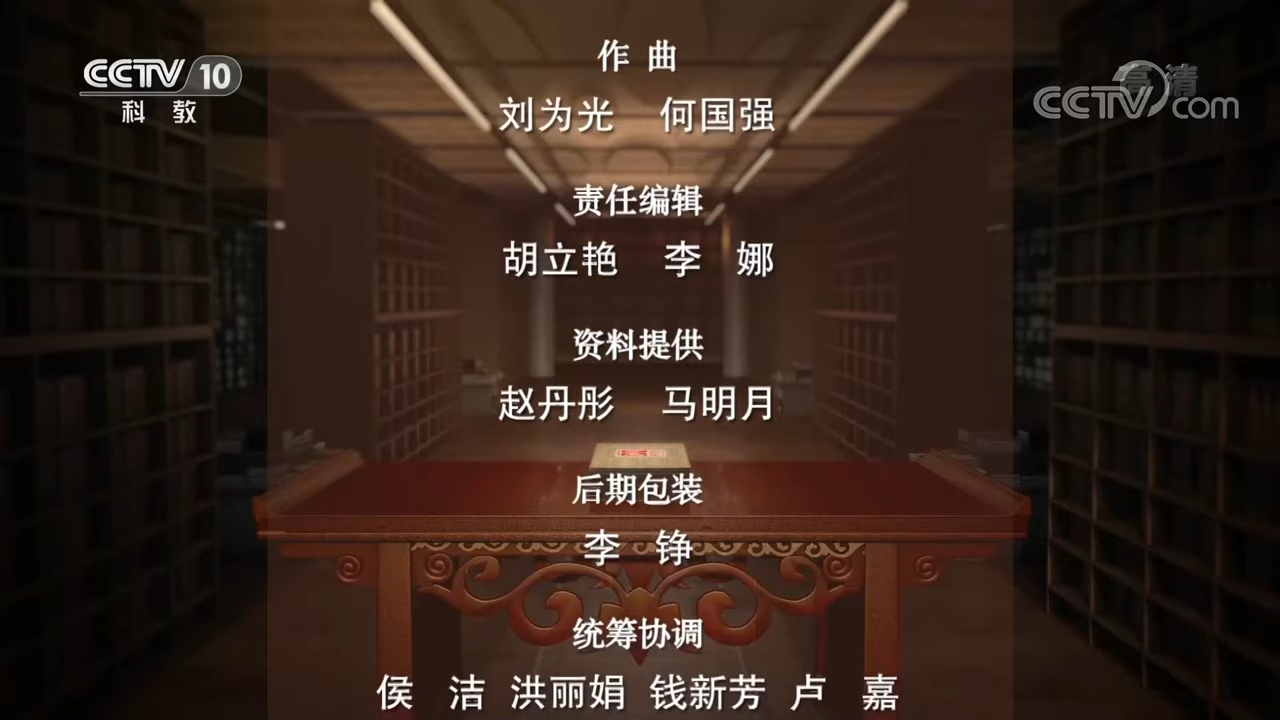 CCTV 10
科 教
高清
CCTV.com
作 曲
刘为光 何国强
责任编辑
胡立艳 李 娜
资料提供
赵丹彤 马明月
后期包装
李 铮
统筹协调
侯 洁 洪丽娟 钱新芳 卢 嘉